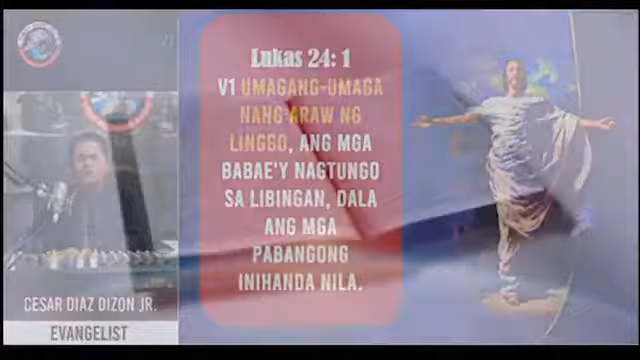 Lukas 24: 1
V1 UMAGANG-UMAGA
NANG ARAW NG
LINGGO, ANG MGA
BABAE'Y NAGTUNGO
SA LIBINGAN, DALA
ANG MGA
PABANGONG
INIHANDA NILA.
CESAR DIAZ DIZON JR.
EVANGELIST